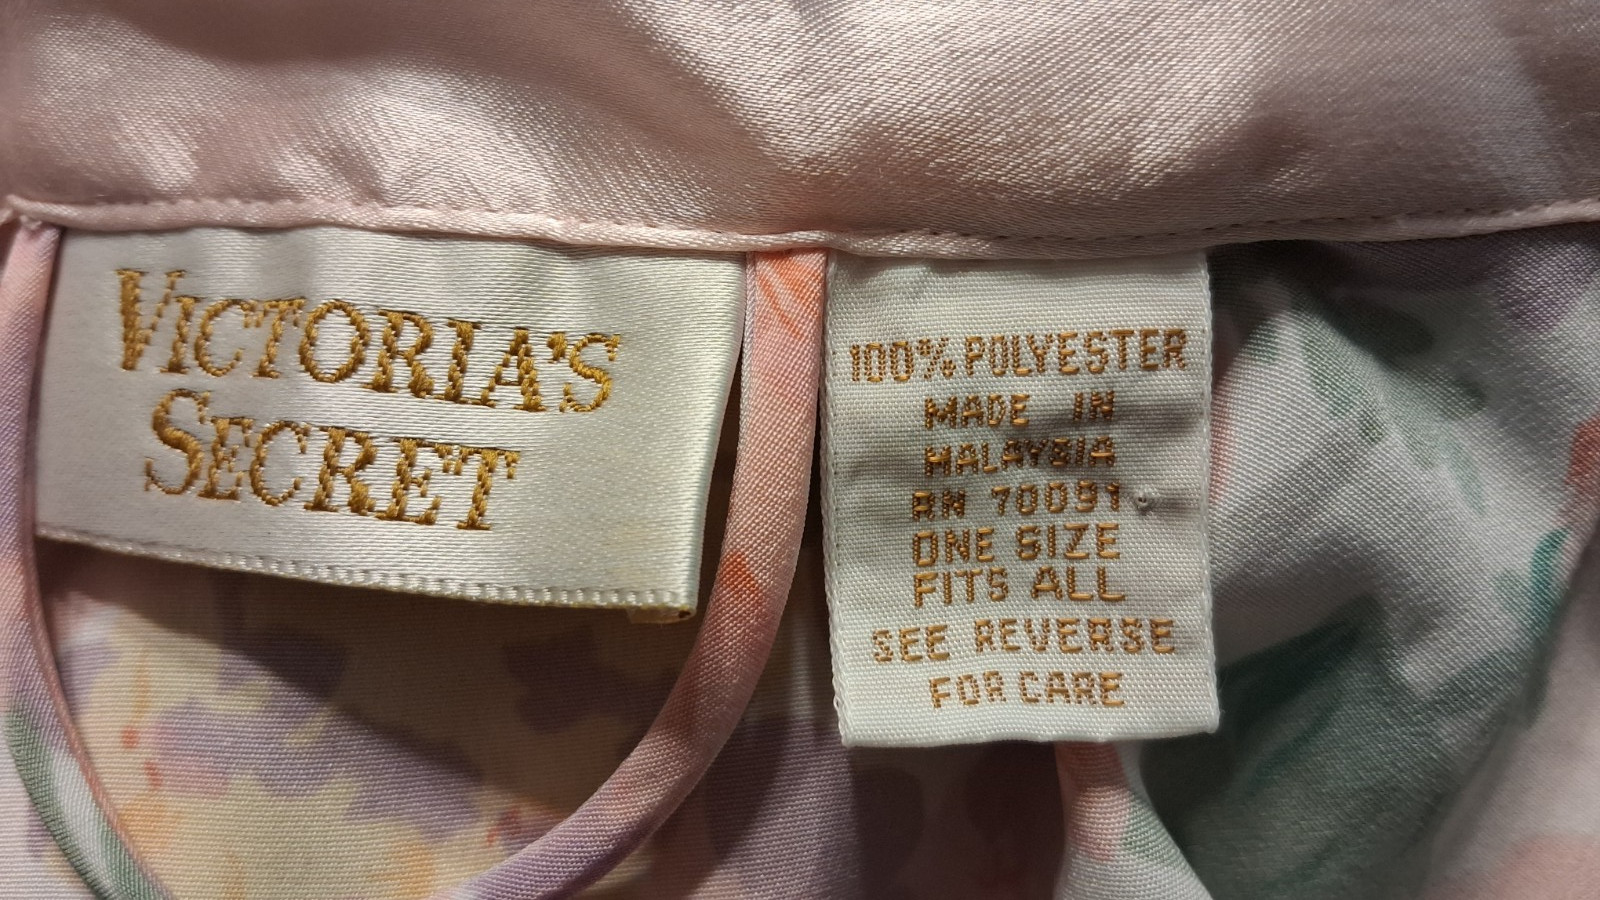 VICTORIA'S
SECRET
100% POLYESTER
MADE IN
MALAYSIA
RN 70091
ONE SIZE
FITS ALL
SEE REVERSE
FOR CARE